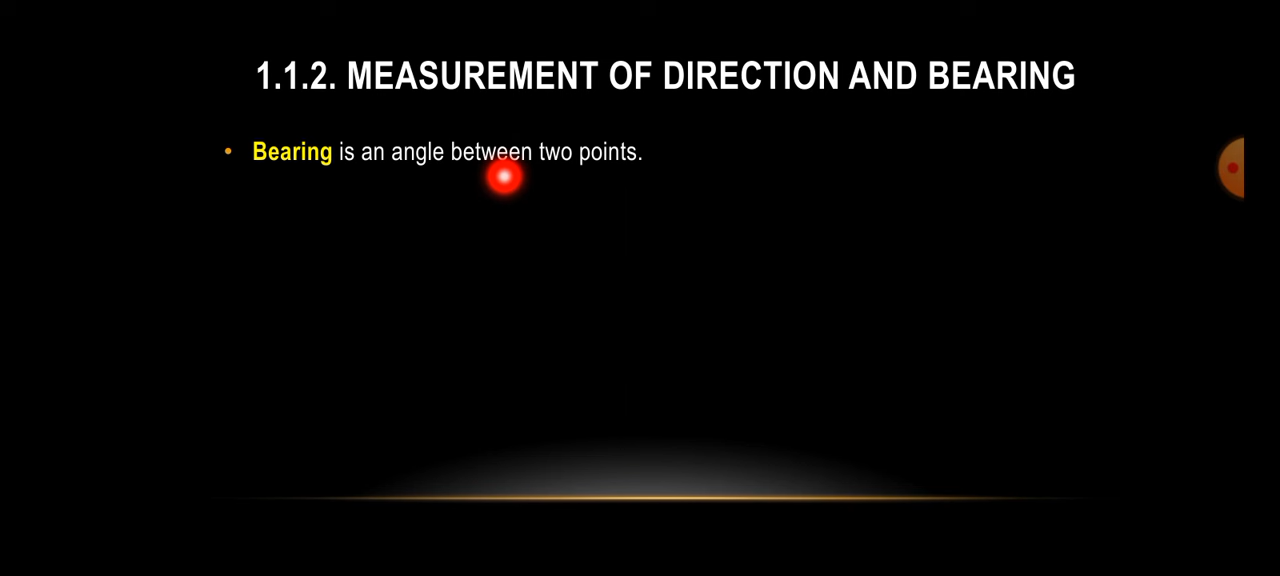 1.1.2. MEASUREMENT OF DIRECTION AND BEARING
• Bearing is an angle between two points.